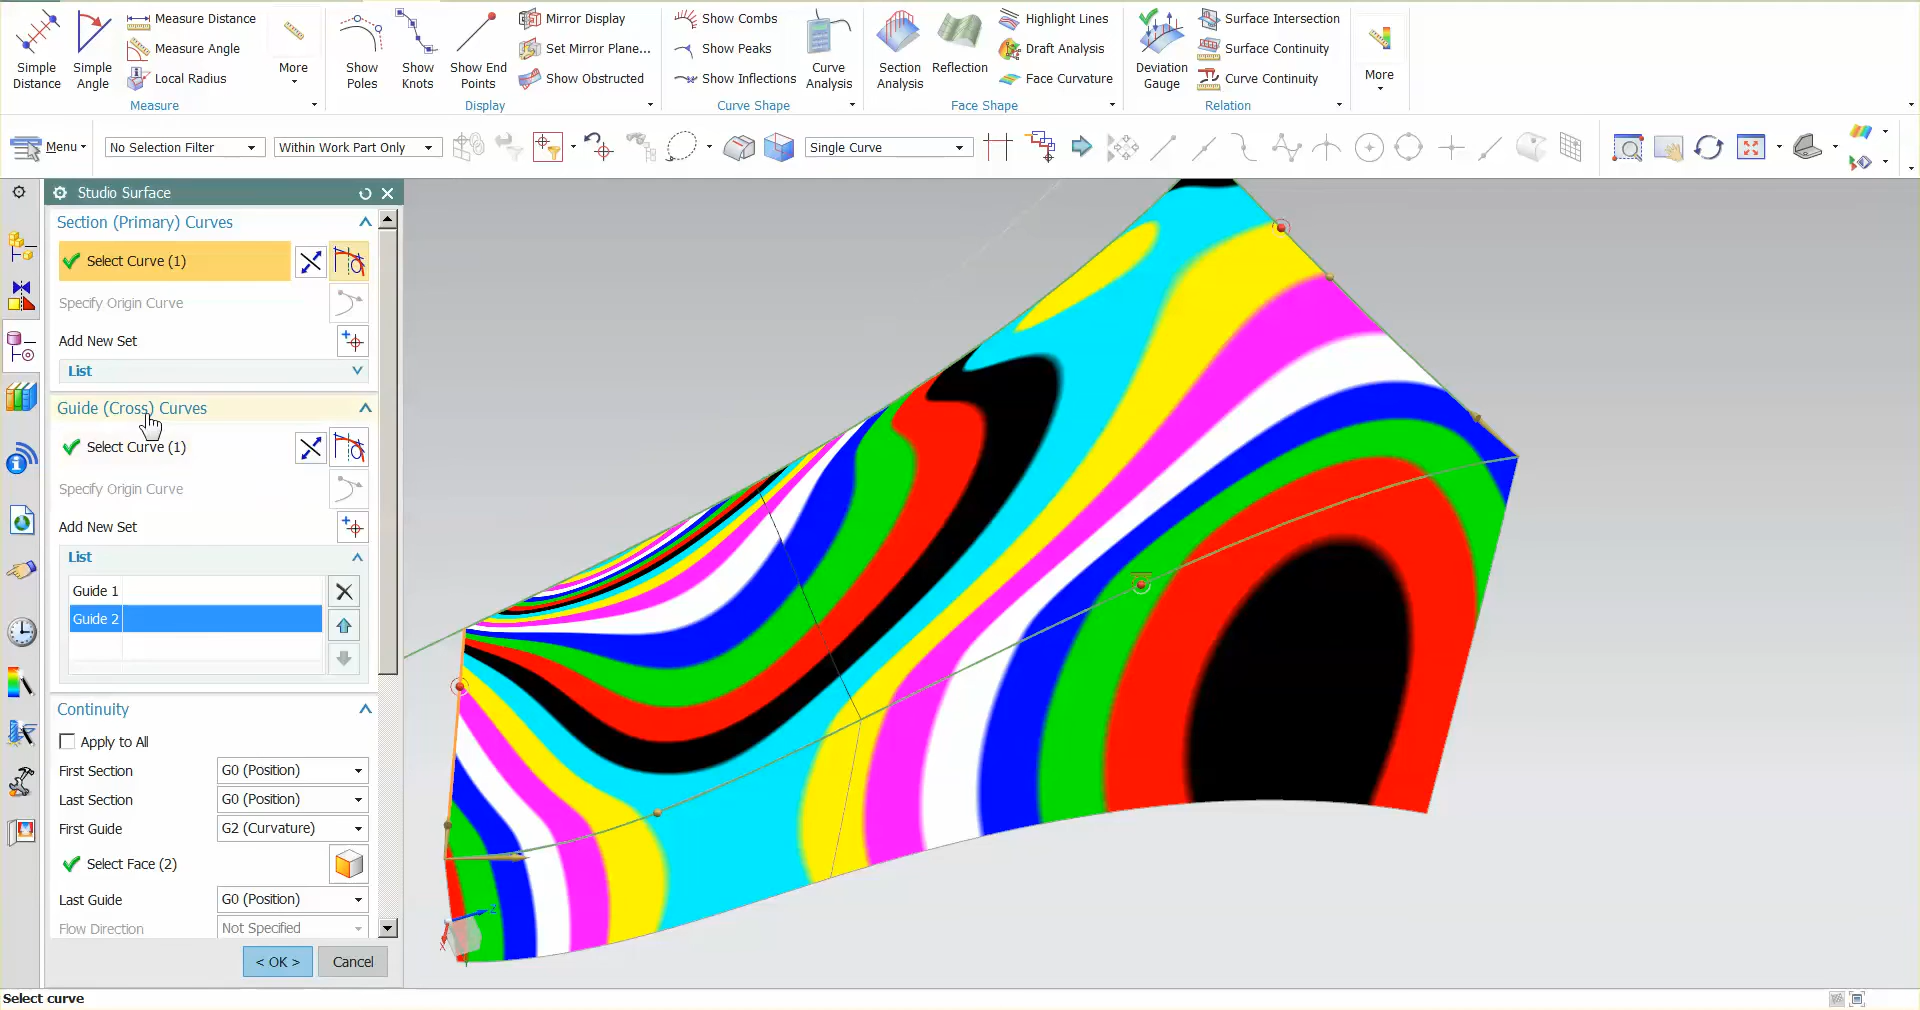 Simple Distance
Simple Angle
Measure Distance
Measure Angle
Local Radius
More
Measure
Show Poles
Show Knots
Show End Points
Mirror Display
Set Mirror Plane...
Show Obstructed
Display
Show Combs
Show Peaks
Show Inflections
Curve Analysis
Curve Shape
Section Analysis
Reflection
Highlight Lines
Draft Analysis
Face Curvature
Face Shape
Deviation Gauge
Surface Intersection
Surface Continuity
Curve Continuity
Relation
More
Menu
No Selection Filter
Within Work Part Only
Single Curve
Studio Surface
Section (Primary) Curves
Select Curve (1)
Specify Origin Curve
Add New Set
List
Guide (Cross) Curves
Select Curve (1)
Specify Origin Curve
Add New Set
List
Guide 1
Guide 2
Continuity
Apply to All
First Section G0 (Position)
Last Section G0 (Position)
First Guide G2 (Curvature)
Select Face (2)
Last Guide G0 (Position)
Flow Direction Not Specified
< OK > Cancel
Z
X
Select curve